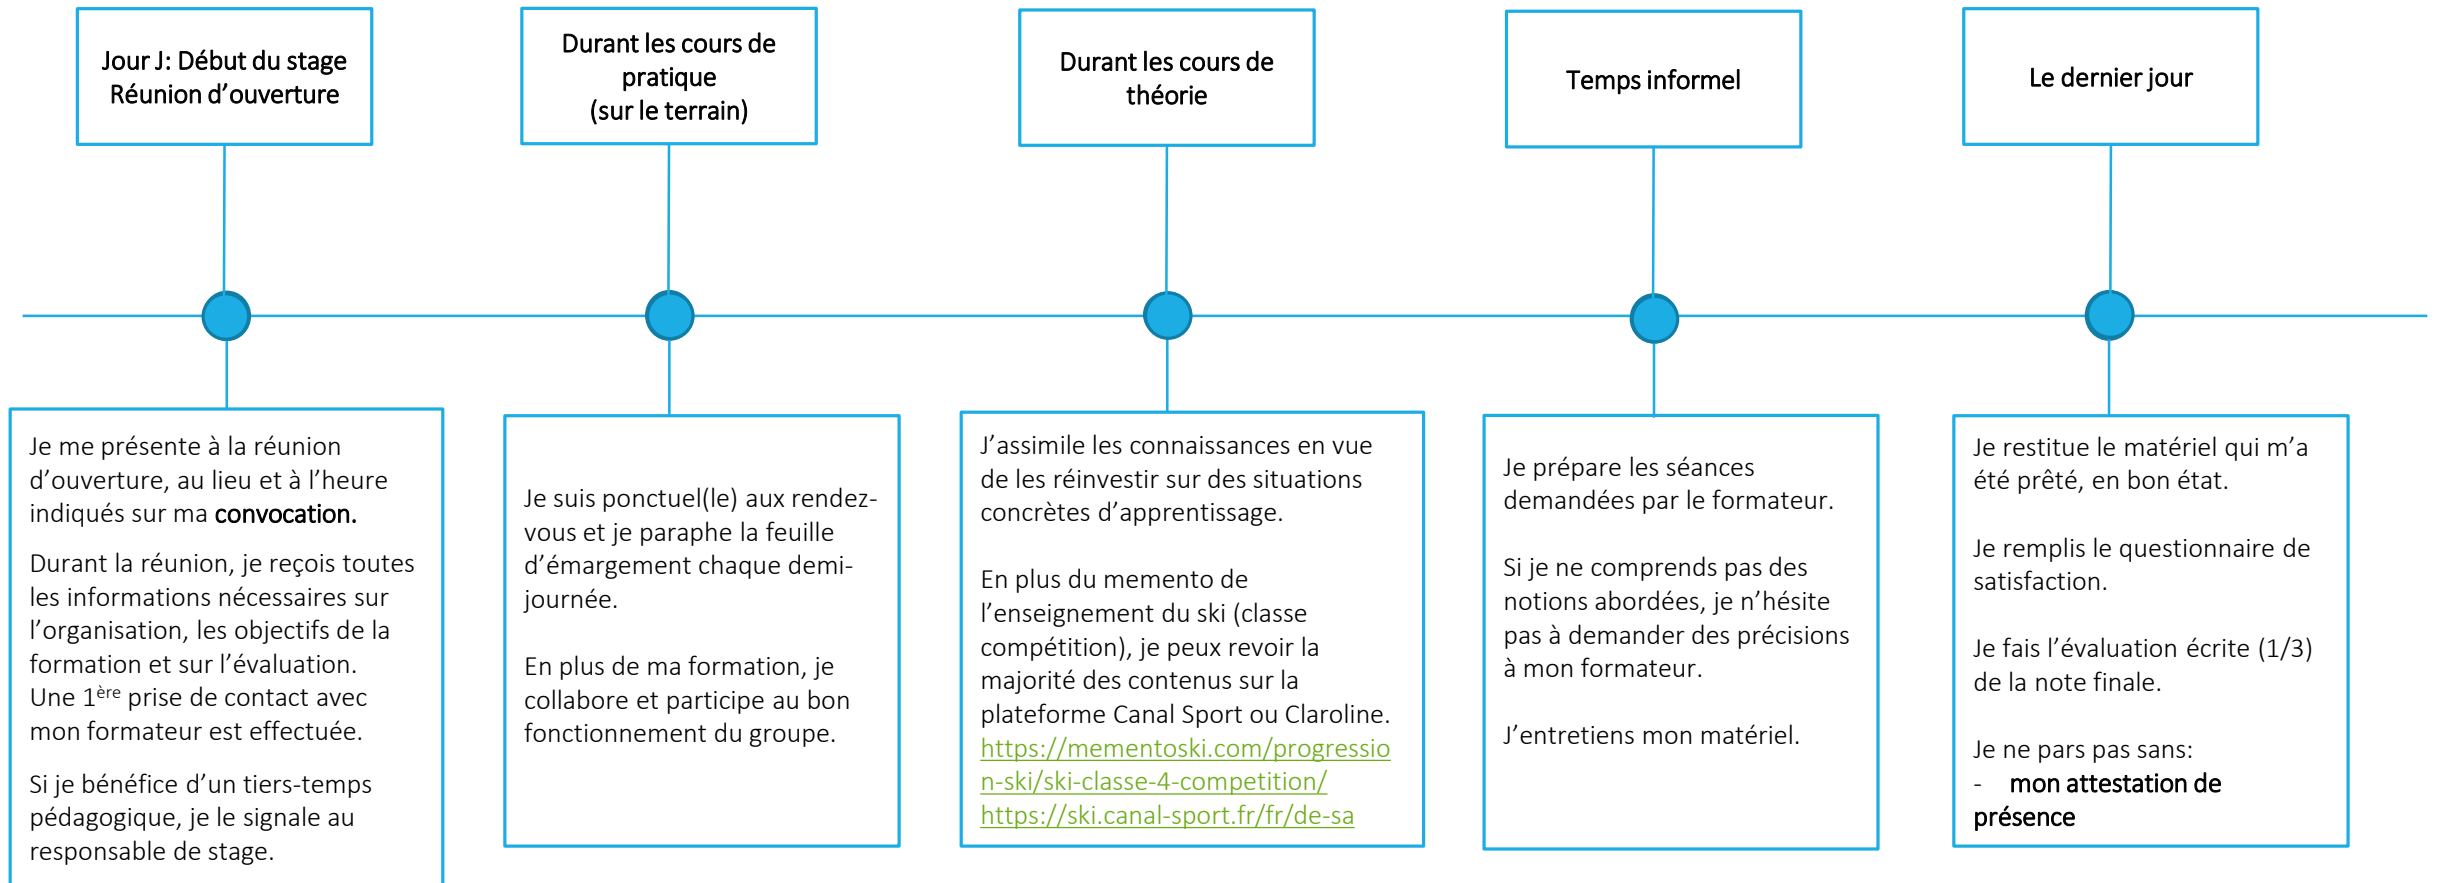 Jour J: Début du stage
Réunion d’ouverture
Durant les cours de
pratique
(sur le terrain)
Durant les cours de
théorie
Temps informel
Le dernier jour
Je me présente à la réunion
d’ouverture, au lieu et à l’heure
indiqués sur ma convocation.
Durant la réunion, je reçois toutes
les informations nécessaires sur
l’organisation, les objectifs de la
formation et sur l’évaluation.
Une 1ère prise de contact avec
mon formateur est effectuée.
Si je bénéfice d’un tiers-temps
pédagogique, je le signale au
responsable de stage.
Je suis ponctuel(le) aux rendez-
vous et je paraphe la feuille
d’émargement chaque demi-
journée.
En plus de ma formation, je
collabore et participe au bon
fonctionnement du groupe.
J’assimile les connaissances en vue
de les réinvestir sur des situations
concrètes d’apprentissage.
En plus du memento de
l’enseignement du ski (classe
compétition), je peux revoir la
majorité des contenus sur la
plateforme Canal Sport ou Claroline.
https://mementoski.com/progressio
n-ski/ski-classe-4-competition/
https://ski.canal-sport.fr/fr/de-sa
Je prépare les séances
demandées par le formateur.
Si je ne comprends pas des
notions abordées, je n’hésite
pas à demander des précisions
à mon formateur.
J’entretiens mon matériel.
Je restitue le matériel qui m’a
été prêté, en bon état.
Je remplis le questionnaire de
satisfaction.
Je fais l’évaluation écrite (1/3)
de la note finale.
Je ne pars pas sans:
- mon attestation de
présence